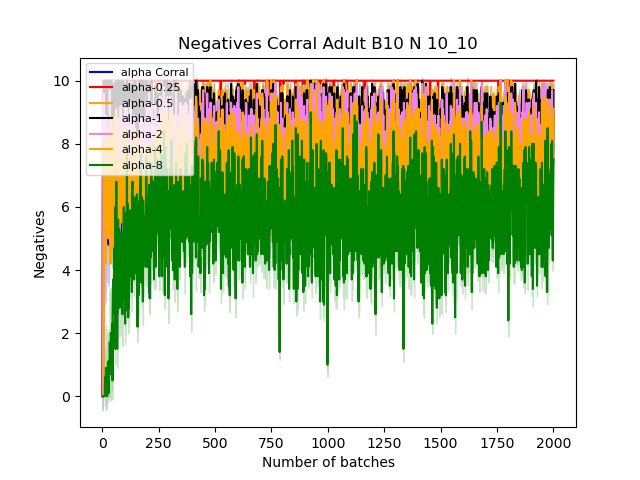 Negatives Corral Adult B10 N 10_10
alpha Corral
alpha-0.25
alpha-0.5
alpha-1
alpha-2
alpha-4
alpha-8
10
8
6
4
2
0
Negatives
0 250 500 750 1000 1250 1500 1750 2000
Number of batches